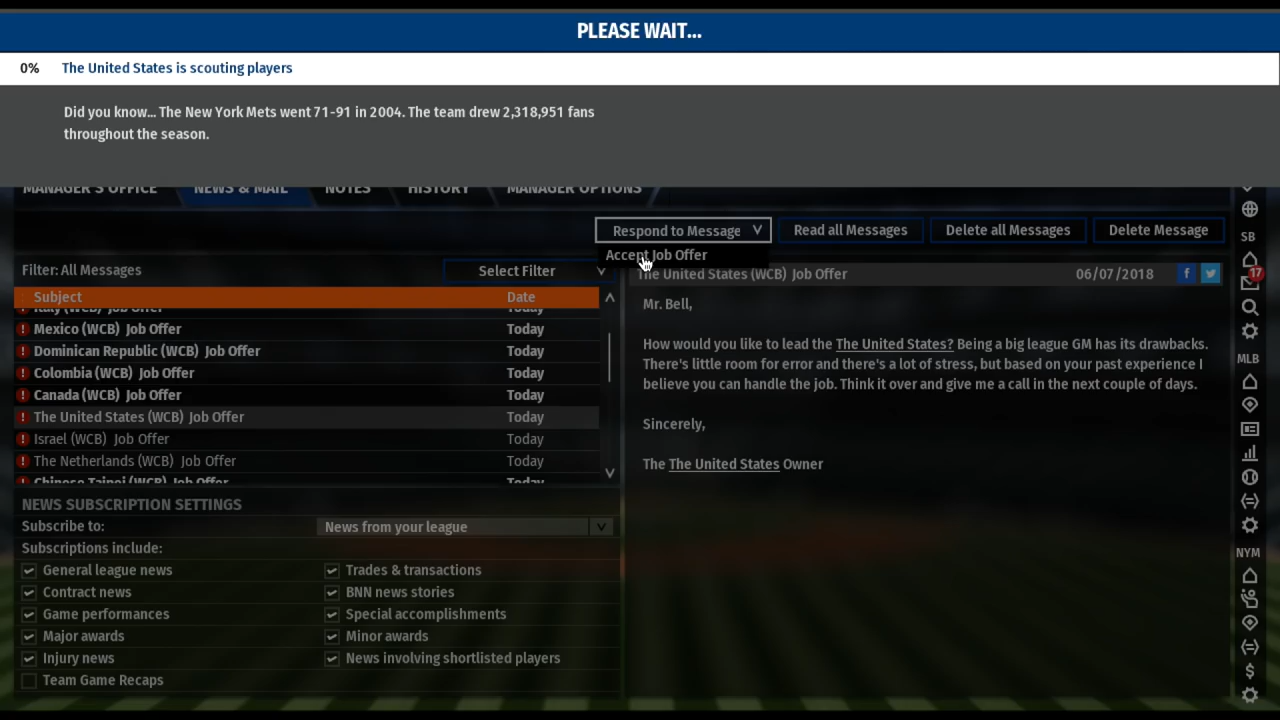 PLEASE WAIT...
0% The United States is scouting players
Did you know... The New York Mets went 71-91 in 2004. The team drew 2,318,951 fans
throughout the season.
MANAGER'S OFFICE NEWS & MAIL NOTES HISTORY MANAGER OPTIONS
Respond to Message Read all Messages Delete all Messages Delete Message
Accept Job Offer
Filter: All Messages Select Filter
The United States (WCB) Job Offer 06/07/2018
Subject Date
Italy (WCB) Job Offer Today
Mexico (WCB) Job Offer Today
Dominican Republic (WCB) Job Offer Today
Colombia (WCB) Job Offer Today
Canada (WCB) Job Offer Today
The United States (WCB) Job Offer Today
Israel (WCB) Job Offer Today
The Netherlands (WCB) Job Offer Today
Chinese Taipei (WCB) Job Offer Today
Mr. Bell,
How would you like to lead the The United States? Being a big league GM has its drawbacks.
There's little room for error and there's a lot of stress, but based on your past experience I
believe you can handle the job. Think it over and give me a call in the next couple of days.
Sincerely,
The The United States Owner
NEWS SUBSCRIPTION SETTINGS
Subscribe to: News from your league
Subscriptions include:
General league news Trades & transactions
Contract news BNN news stories
Game performances Special accomplishments
Major awards Minor awards
Injury news News involving shortlisted players
Team Game Recaps
SB
17
MLB
NYM